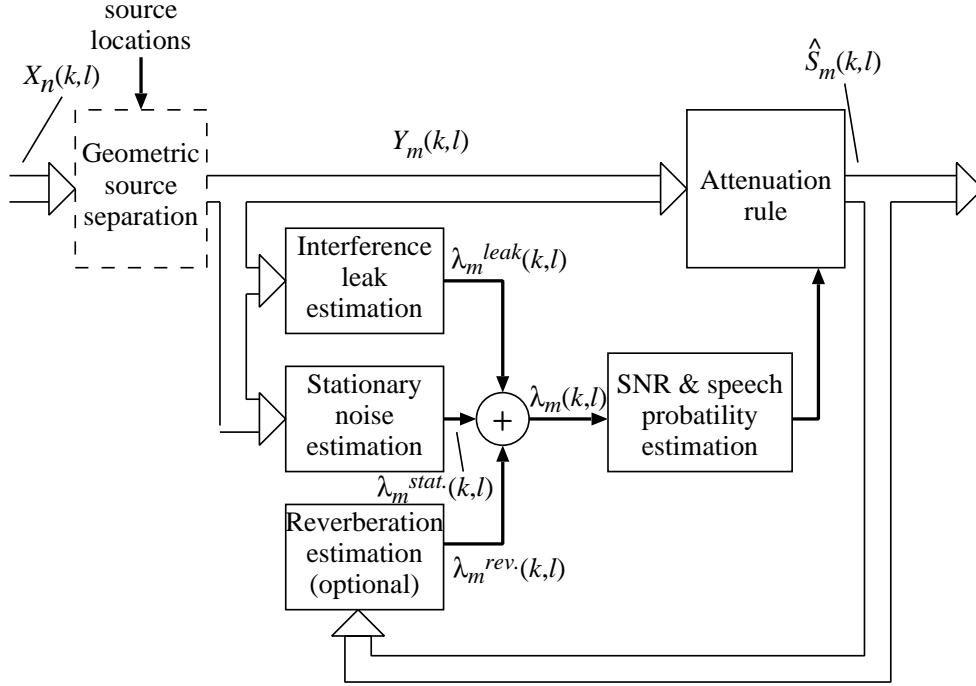 source
locations
X_n(k,l)
Ŝ_m(k,l)
Geometric
source
separation
Y_m(k,l)
Attenuation
rule
Interference
leak
estimation
λ_m^leak(k,l)
Stationary
noise
estimation
+
λ_m(k,l)
SNR & speech
probatility
estimation
λ_m^stat.(k,l)
Reverberation
estimation
(optional)
λ_m^rev.(k,l)